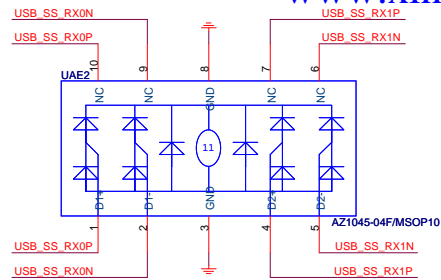 USB_SS_RX0N
USB_SS_RX1P
USB_SS_RX0P
USB_SS_RX1N
10
9
8
7
6
UAE2
NC
NC
GND
NC
NC
11
D1+
D1-
GND
D2+
D2-
AZ1045-04F/MSOP10
1
2
3
4
5
USB_SS_RX0P
USB_SS_RX1N
USB_SS_RX0N
USB_SS_RX1P